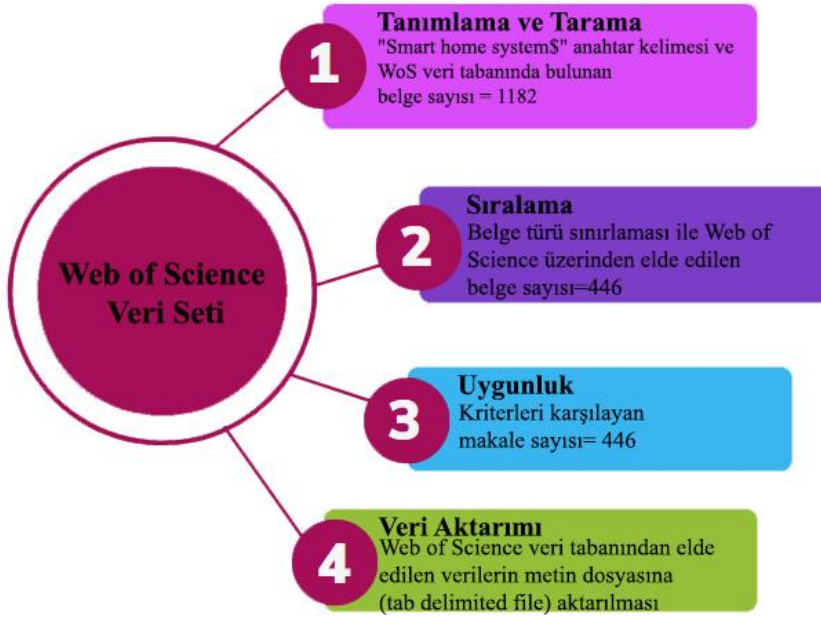 Web of Science
Veri Seti
1
Tanımlama ve Tarama
"Smart home system$" anahtar kelimesi ve
WoS veri tabanında bulunan
belge sayısı = 1182
2
Sıralama
Belge türü sınırlaması ile Web of
Science üzerinden elde edilen
belge sayısı=446
3
Uygunluk
Kriterleri karşılayan
makale sayısı= 446
4
Veri Aktarımı
Web of Science veri tabanından elde
edilen verilerin metin dosyasına
(tab delimited file) aktarılması